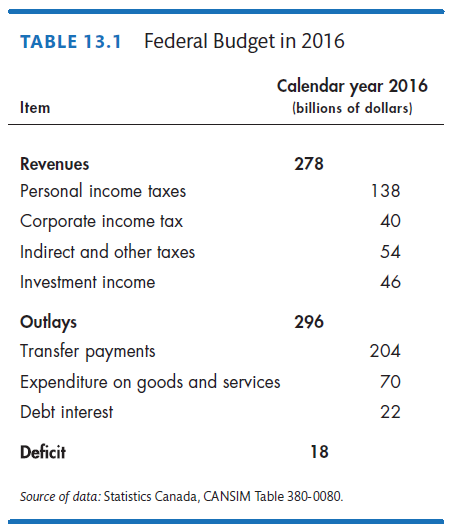 TABLE 13.1 Federal Budget in 2016
Calendar year 2016
Item (billions of dollars)
Revenues 278
Personal income taxes 138
Corporate income tax 40
Indirect and other taxes 54
Investment income 46
Outlays 296
Transfer payments 204
Expenditure on goods and services 70
Debt interest 22
Deficit 18
Source of data: Statistics Canada, CANSIM Table 380-0080.